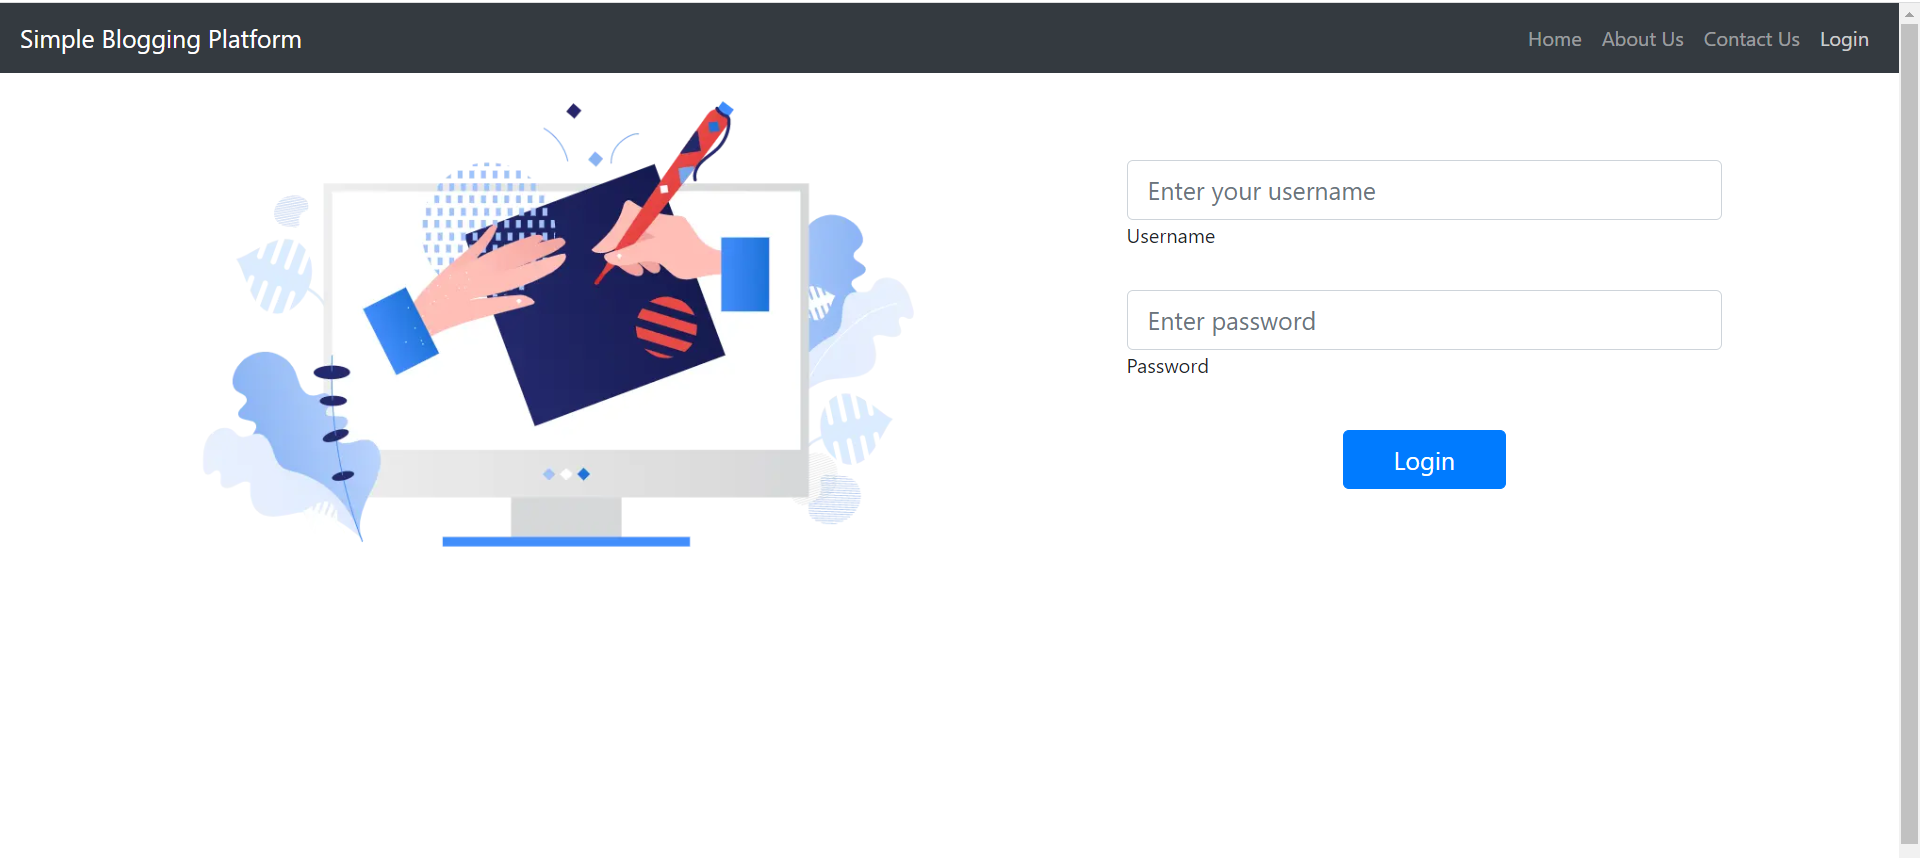 Simple Blogging Platform
Home About Us Contact Us Login
Enter your username
Username
Enter password
Password
Login